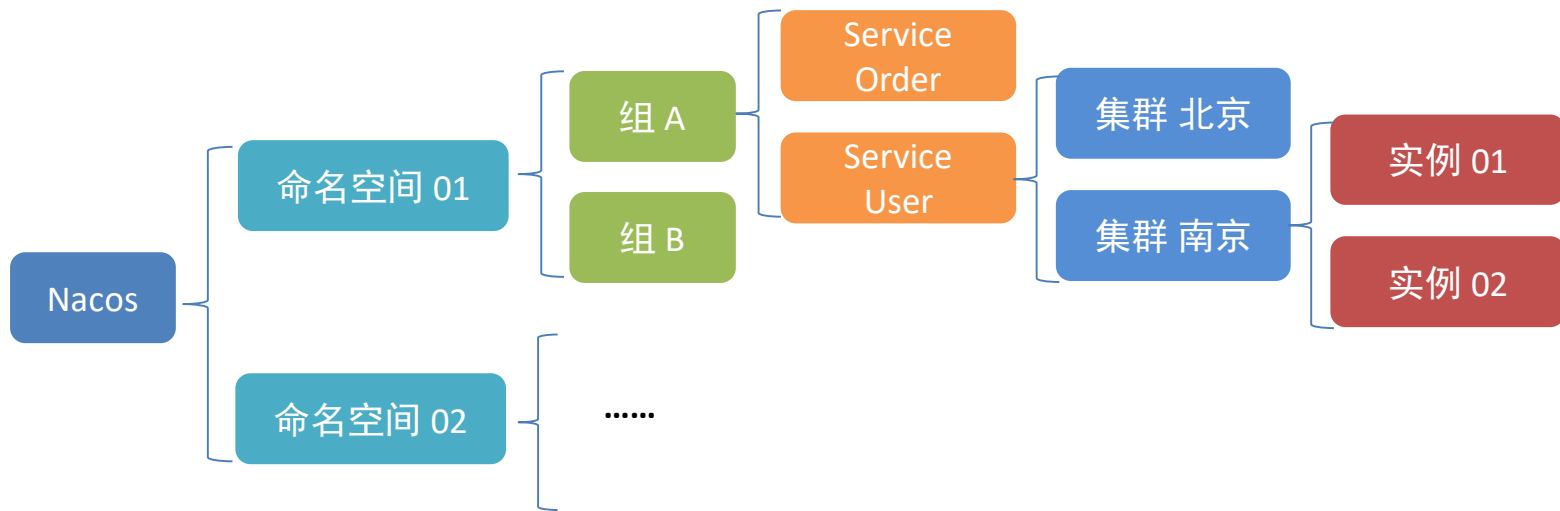 Nacos
命名空间 01
命名空间 02
组 A
组 B
……
Service
Order
Service
User
集群 北京
集群 南京
实例 01
实例 02